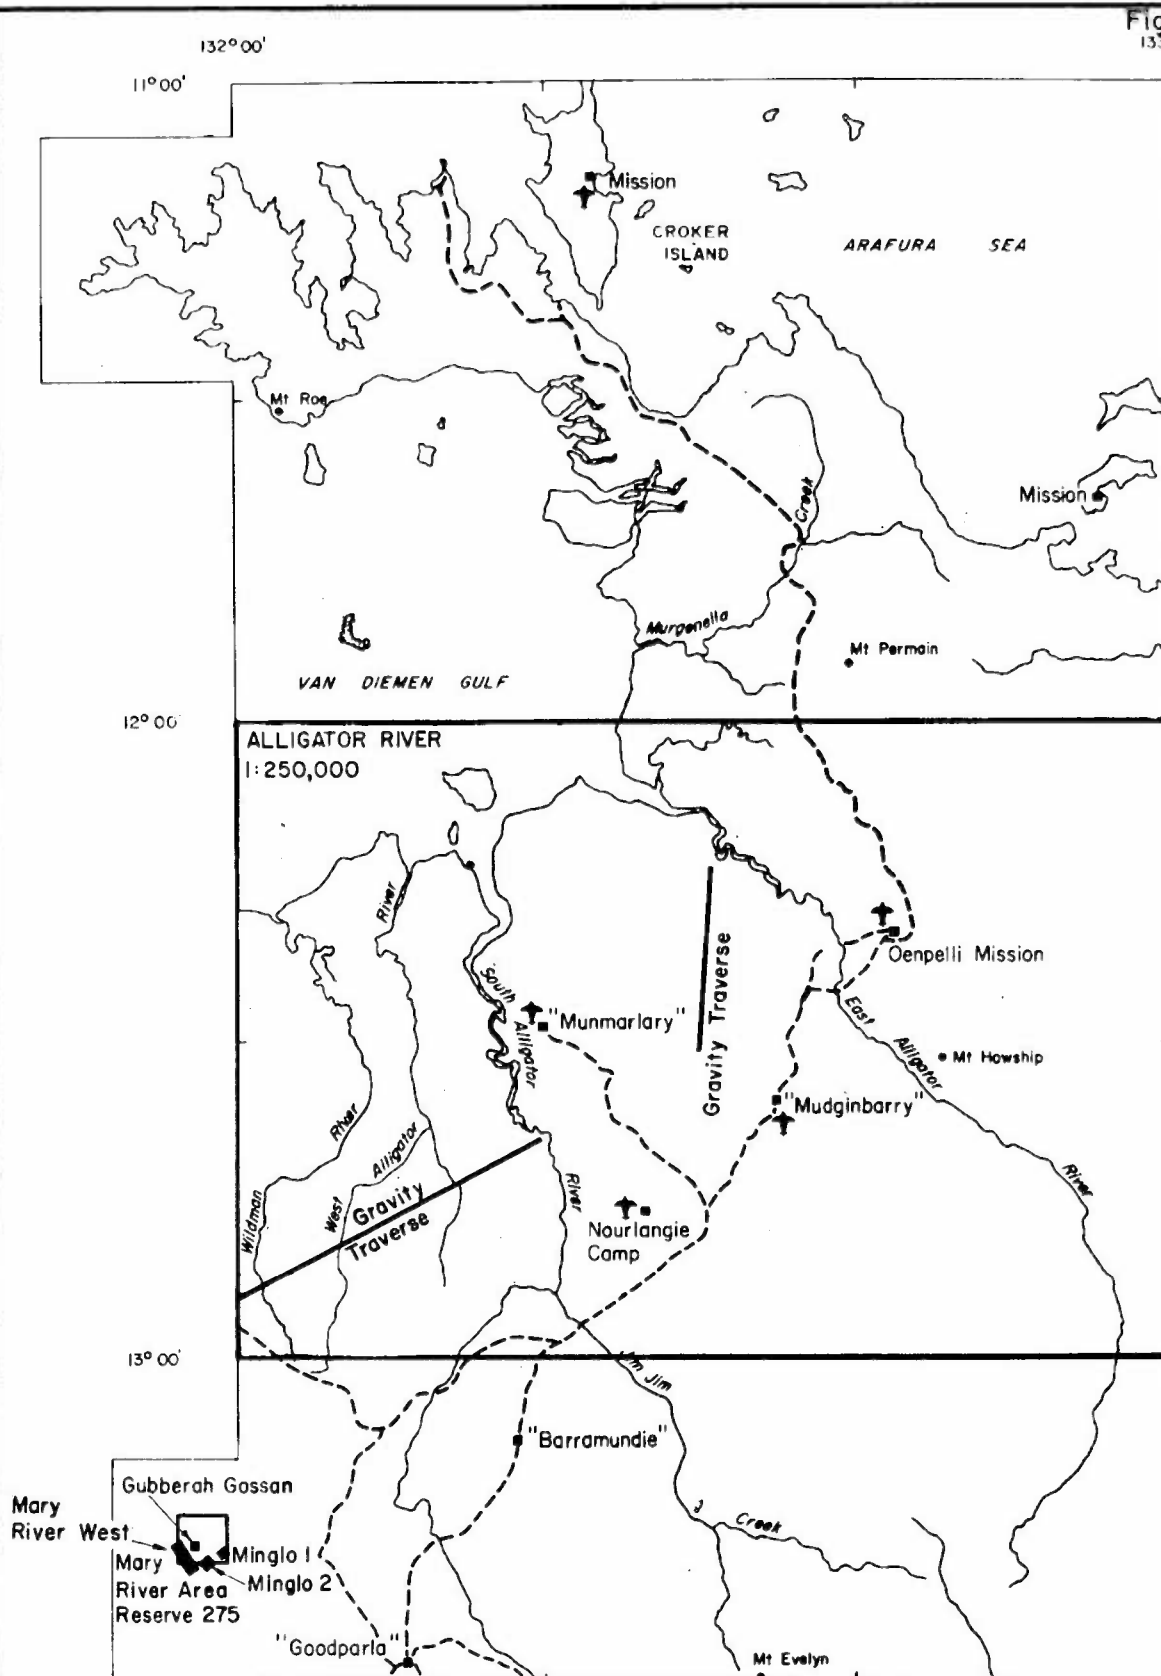 Fig
132°00'
133
11°00'
Mission
CROKER
ISLAND
ARAFURA SEA
Mt Roe
Mission
Creek
Murgenella
Mt Permain
VAN DIEMEN GULF
12°00'
ALLIGATOR RIVER
1:250,000
River
Oenpelli Mission
South
Alligator
River
"Munmarlary"
Gravity Traverse
East
Alligator
River
Mt Howship
"Mudginbarry"
River
Wildman
West
Alligator
Gravity
Traverse
Nourlangie
Camp
13°00'
Jim Jim
Creek
"Barramundie"
Gubberah Gossan
Mary
River West
Mary
River Area
Reserve 275
Minglo 1
Minglo 2
"Goodparla"
Mt Evelyn